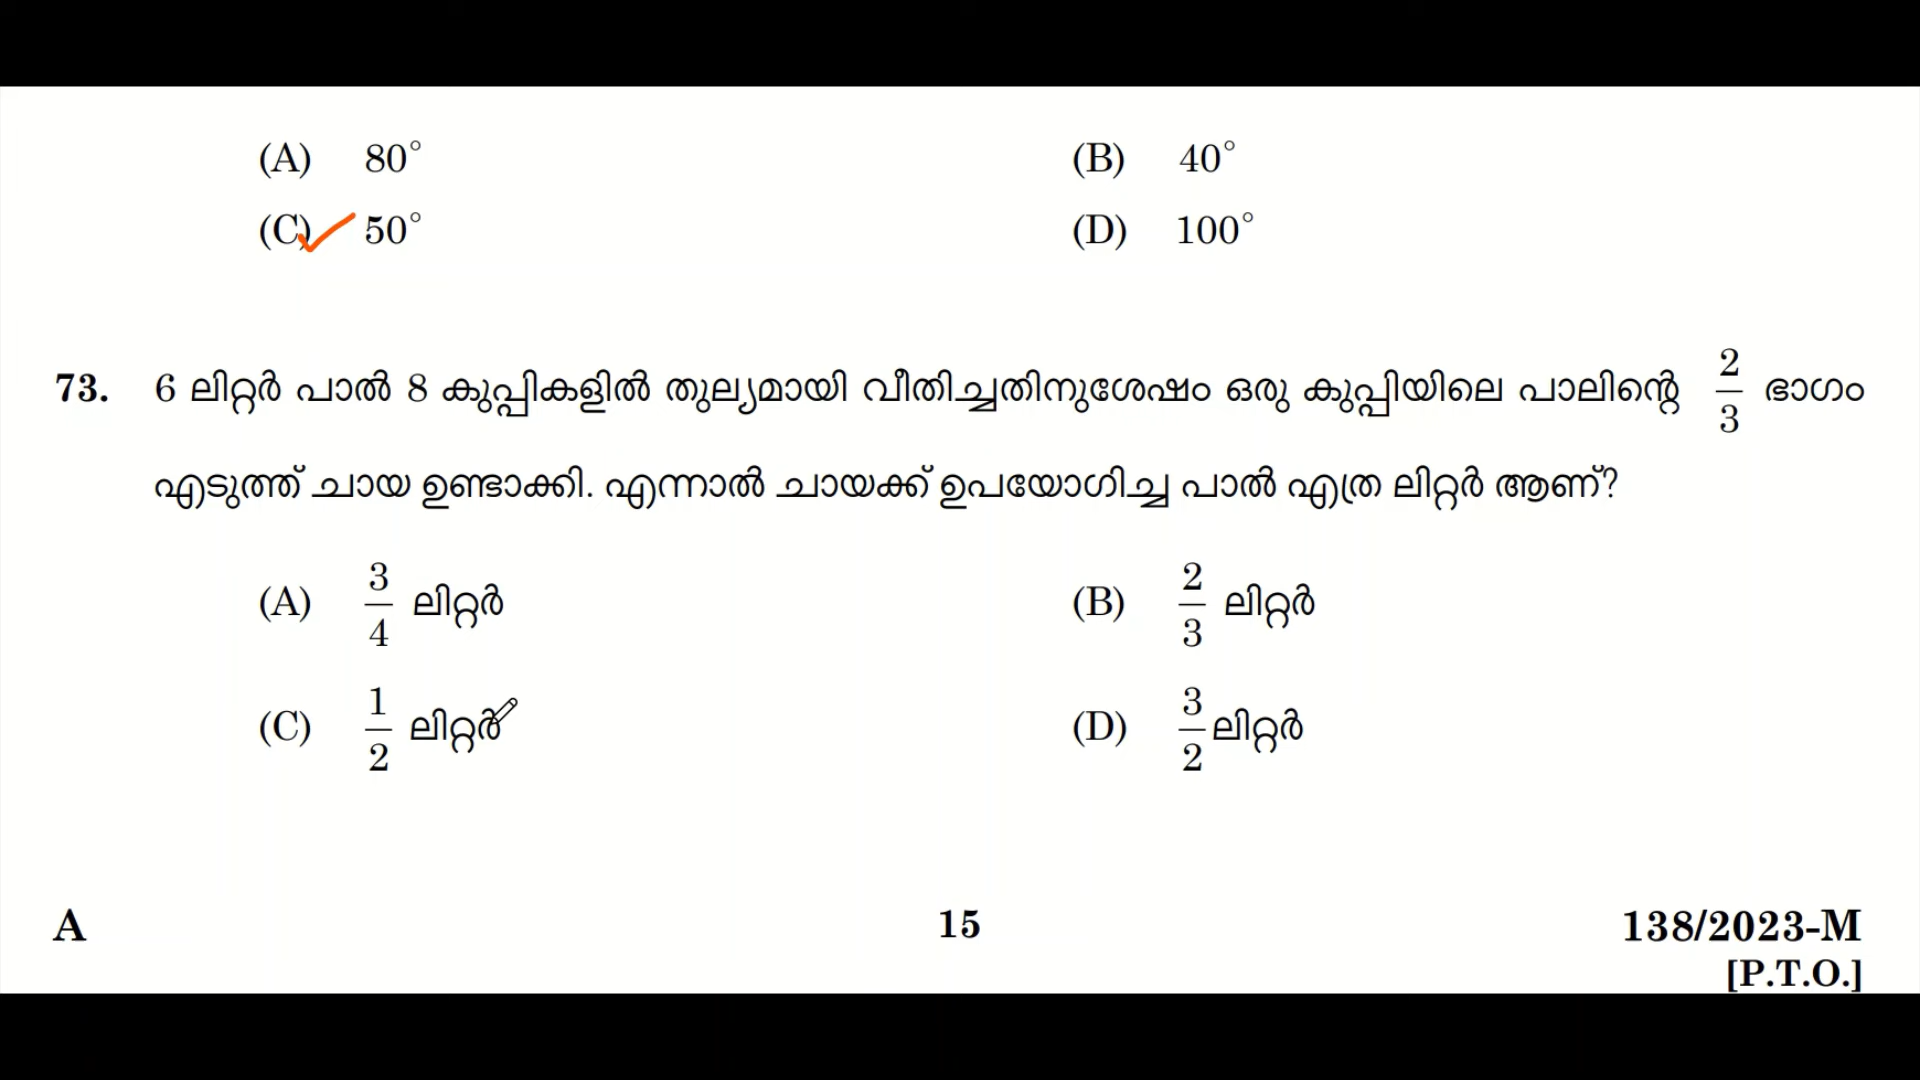 (A) 80° (B) 40°
(C) 50° (D) 100°
73. 6 ലിറ്റർ പാൽ 8 കുപ്പികളിൽ തുല്യമായി വീതിച്ചതിനുശേഷം ഒരു കുപ്പിയിലെ പാലിന്റെ 2/3 ഭാഗം
എടുത്ത് ചായ ഉണ്ടാക്കി. എന്നാൽ ചായക്ക് ഉപയോഗിച്ച പാൽ എത്ര ലിറ്റർ ആണ്?
(A) 3/4 ലിറ്റർ (B) 2/3 ലിറ്റർ
(C) 1/2 ലിറ്റർ (D) 3/2 ലിറ്റർ
A 15 138/2023-M
[P.T.O.]